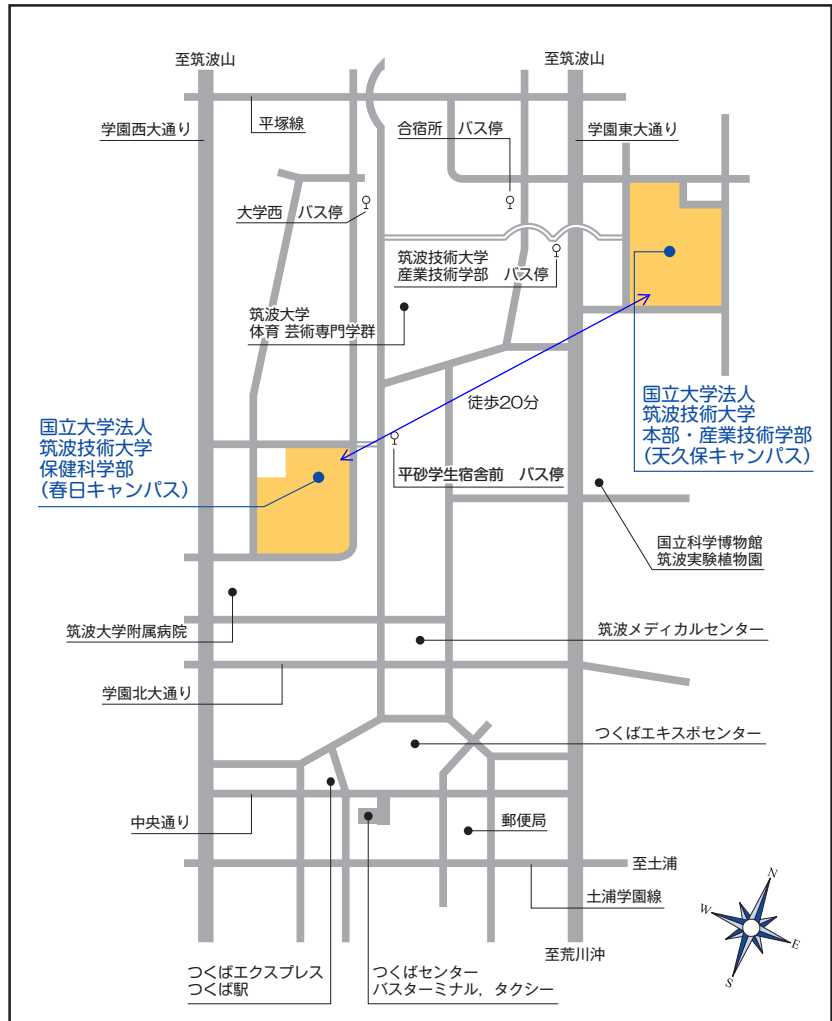 至筑波山
至筑波山
学園西大通り
平塚線
合宿所 バス停
学園東大通り
大学西 バス停
筑波技術大学
産業技術学部 バス停
筑波大学
体育 芸術専門学群
徒歩20分
国立大学法人
筑波技術大学
本部・産業技術学部
(天久保キャンパス)
国立大学法人
筑波技術大学
保健科学部
(春日キャンパス)
平砂学生宿舎前 バス停
国立科学博物館
筑波実験植物園
筑波大学附属病院
筑波メディカルセンター
学園北大通り
つくばエキスポセンター
中央通り
郵便局
至土浦
土浦学園線
至荒川沖
つくばエクスプレス
つくば駅
つくばセンター
バスターミナル，タクシー
N
W
E
S